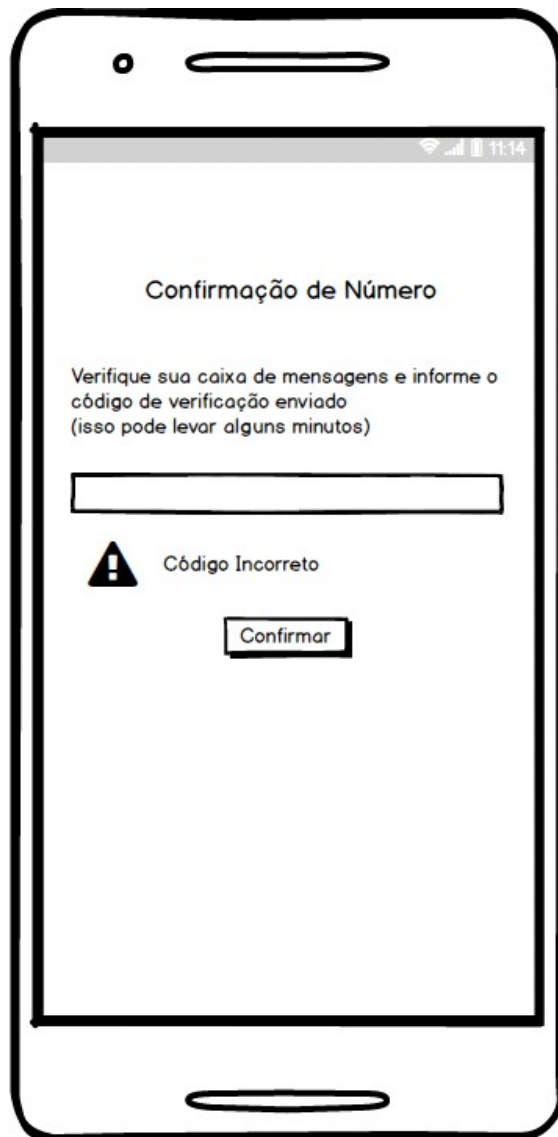 11:14
Confirmação de Número
Verifique sua caixa de mensagens e informe o
código de verificação enviado
(isso pode levar alguns minutos)
Código Incorreto
Confirmar